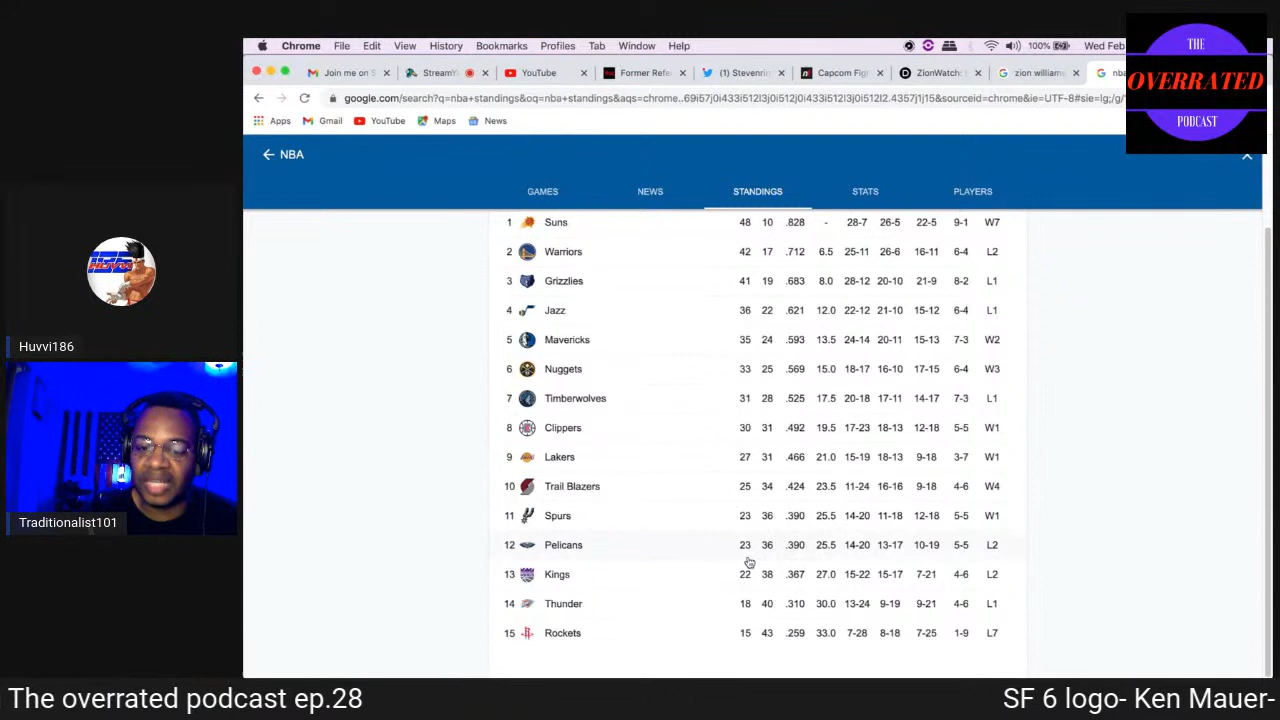 Chrome File Edit View History Bookmarks Profiles Tab Window Help 100% Wed Feb
Join me on S StreamY YouTube Former Refe (1) Stevenrin Capcom Figh ZionWatch: zion williams nba
google.com/search?q=nba+standings&oq=nba+standings&aqs=chrome..69i57j0i433i512l3j0i512j0i433i512l3j0i512l2.4357j1j15&sourceid=chrome&ie=UTF-8#sie=lg;/g/
Apps Gmail YouTube Maps News
THE
OVERRATED
PODCAST
NBA
GAMES NEWS STANDINGS STATS PLAYERS
1 Suns 48 10 .828 - 28-7 26-5 22-5 9-1 W7
2 Warriors 42 17 .712 6.5 25-11 26-6 16-11 6-4 L2
3 Grizzlies 41 19 .683 8.0 28-12 20-10 21-9 8-2 L1
4 Jazz 36 22 .621 12.0 22-12 21-10 15-12 6-4 L1
5 Mavericks 35 24 .593 13.5 24-14 20-11 15-13 7-3 W2
6 Nuggets 33 25 .569 15.0 18-17 16-10 17-15 6-4 W3
7 Timberwolves 31 28 .525 17.5 20-18 17-11 14-17 7-3 L1
8 Clippers 30 31 .492 19.5 17-23 18-13 12-18 5-5 W1
9 Lakers 27 31 .466 21.0 15-19 18-13 9-18 3-7 W1
10 Trail Blazers 25 34 .424 23.5 11-24 16-16 9-18 4-6 W4
11 Spurs 23 36 .390 25.5 14-20 11-18 12-18 5-5 W1
12 Pelicans 23 36 .390 25.5 14-20 13-17 10-19 5-5 L2
13 Kings 22 38 .367 27.0 15-22 15-17 7-21 4-6 L2
14 Thunder 18 40 .310 30.0 13-24 9-19 9-21 4-6 L1
15 Rockets 15 43 .259 33.0 7-28 8-18 7-25 1-9 L7
Huvvi186
Traditionalist101
The overrated podcast ep.28
SF 6 logo- Ken Mauer-